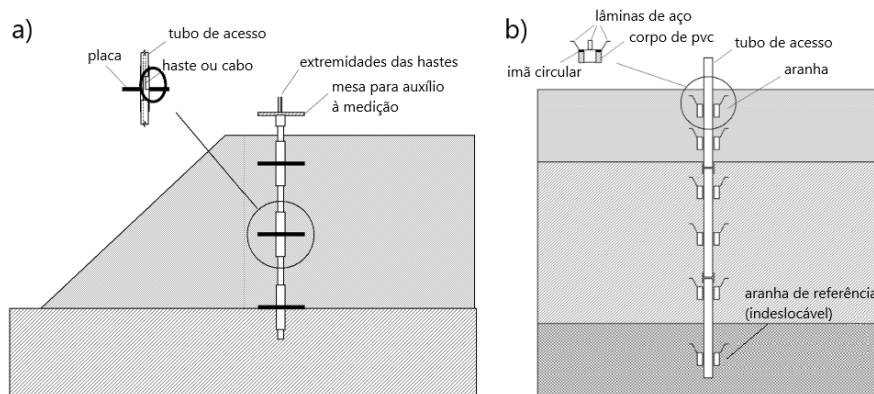 a)
tubo de acesso
placa
haste ou cabo
extremidades das hastes
mesa para auxílio
à medição
b)
lâminas de aço
corpo de pvc
tubo de acesso
imã circular
aranha
aranha de referência
(indeslocável)